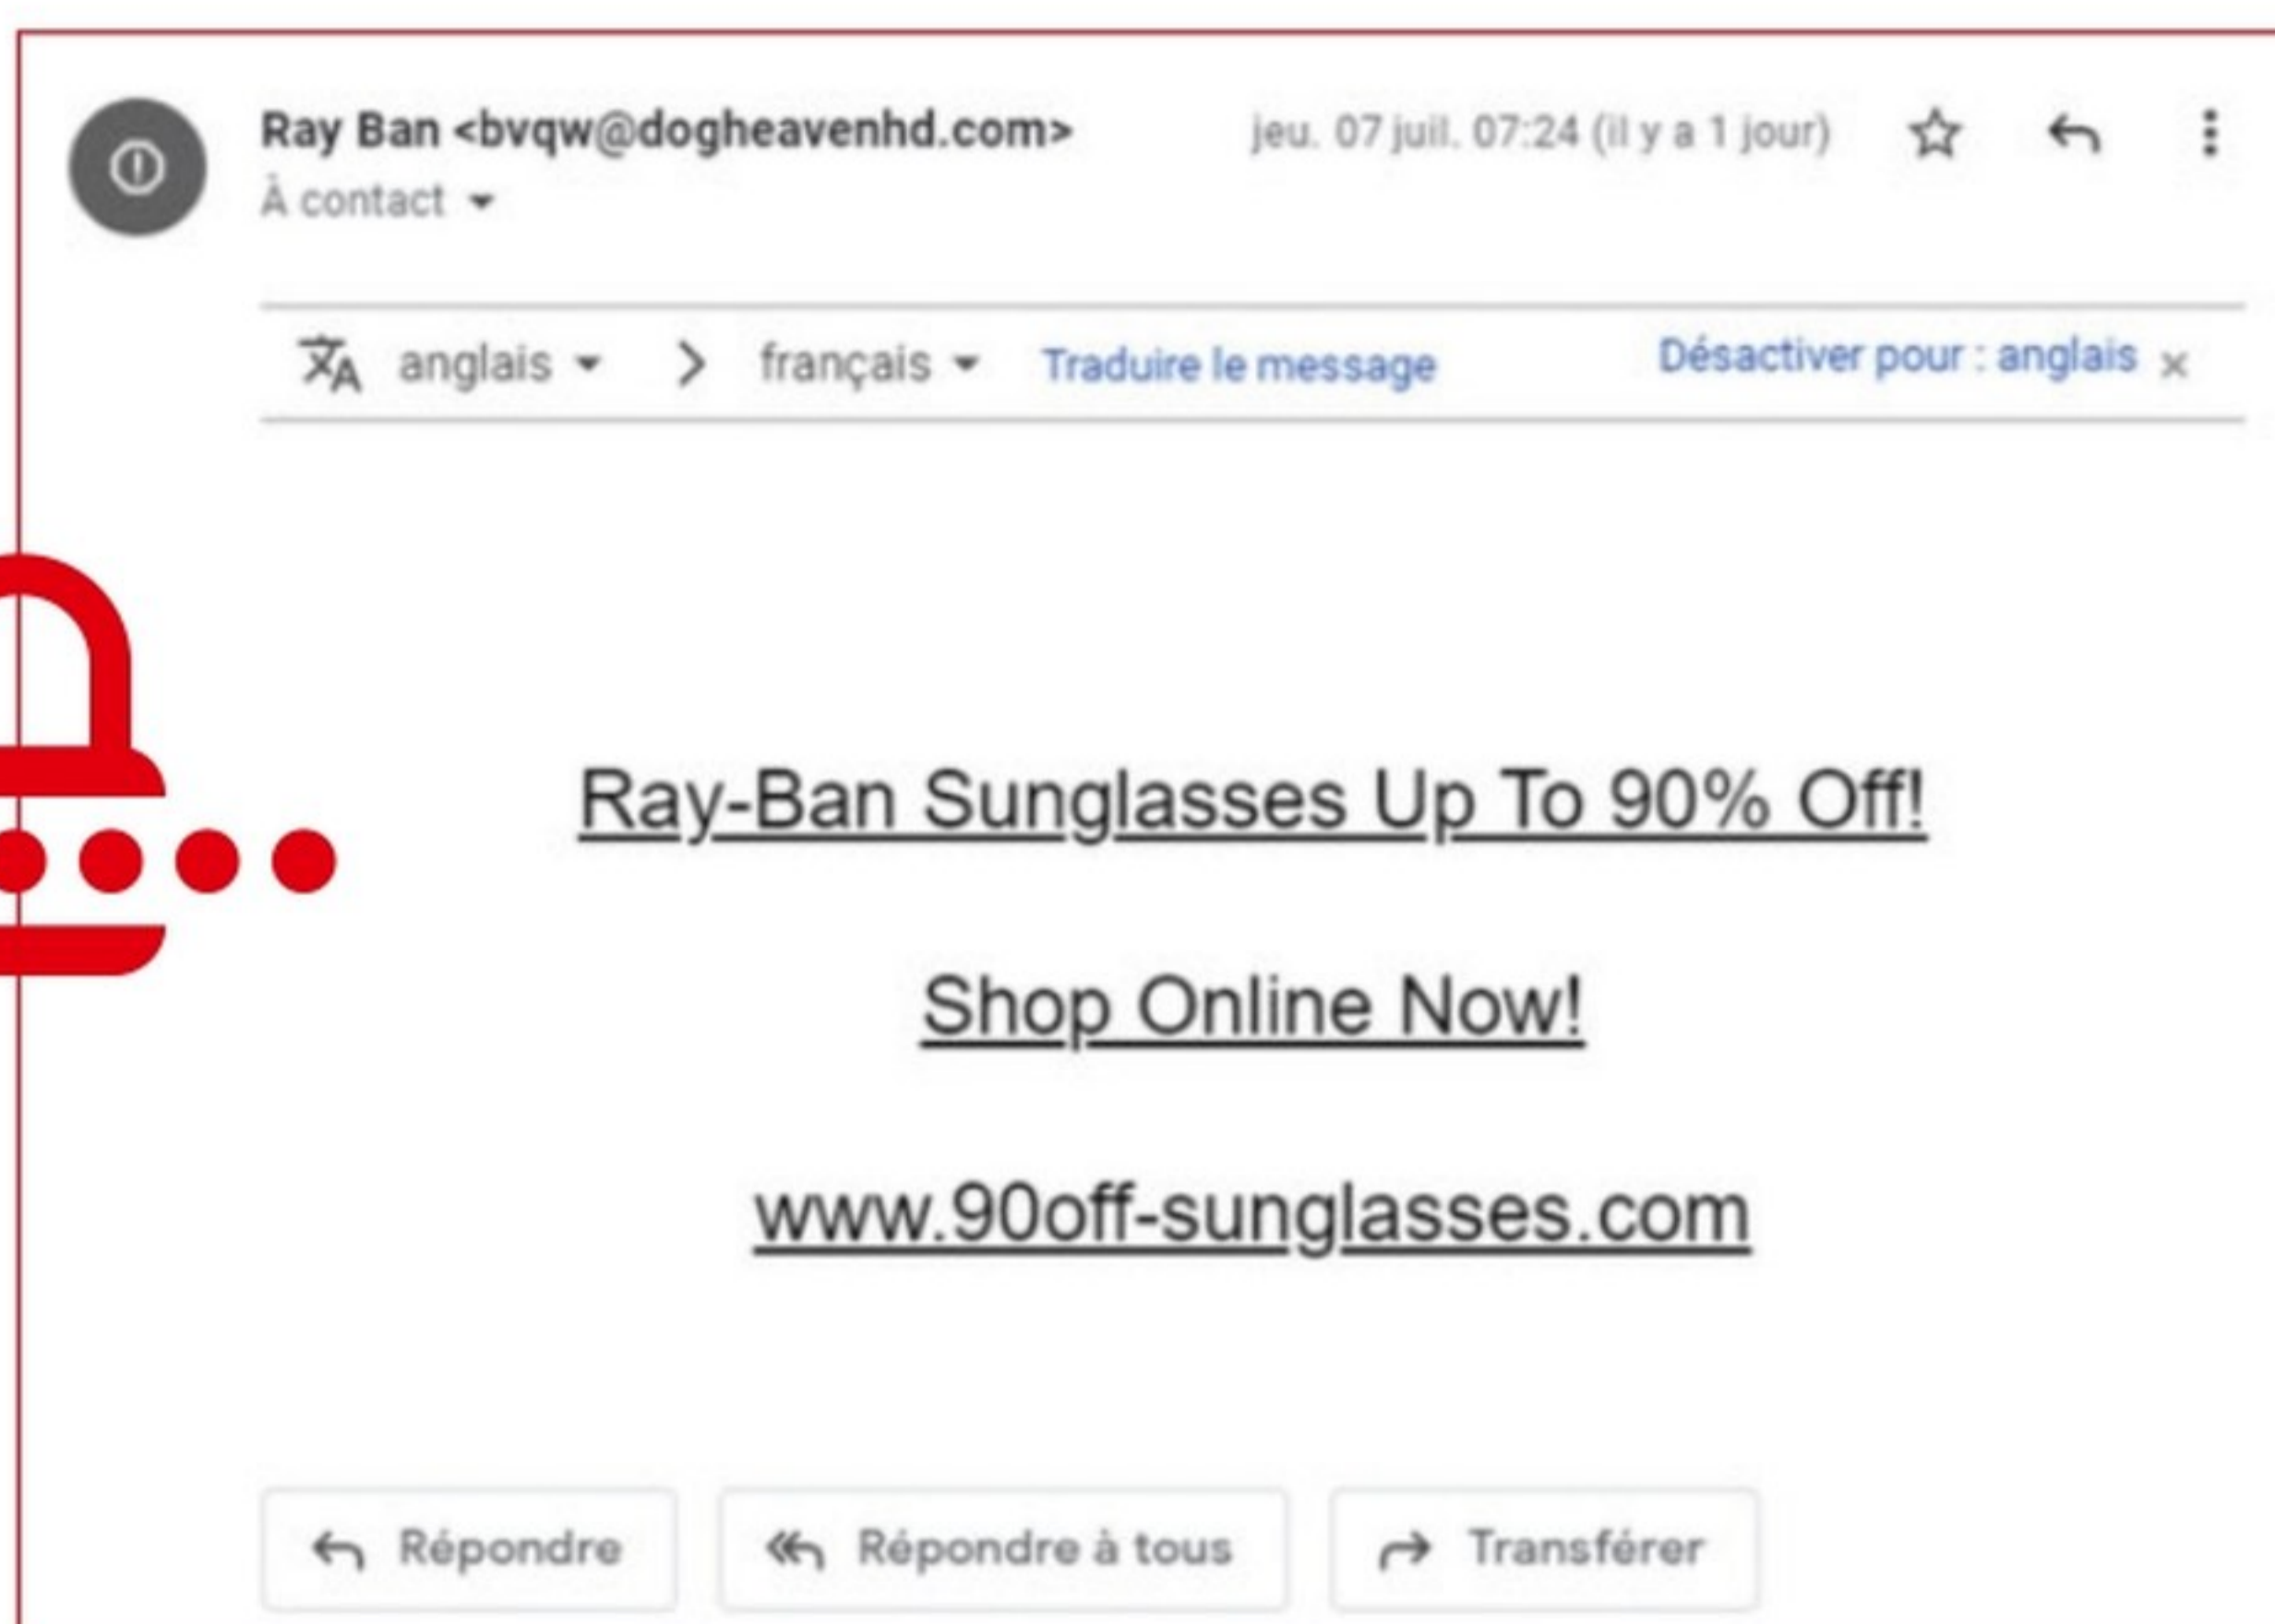 Ray Ban <bvqw@dogheavenhd.com> jeu. 07 juil. 07:24 (il y a 1 jour)
À contact
anglais > français Traduire le message Désactiver pour : anglais ×
Ray-Ban Sunglasses Up To 90% Off!
Shop Online Now!
www.90off-sunglasses.com
Répondre Répondre à tous Transférer